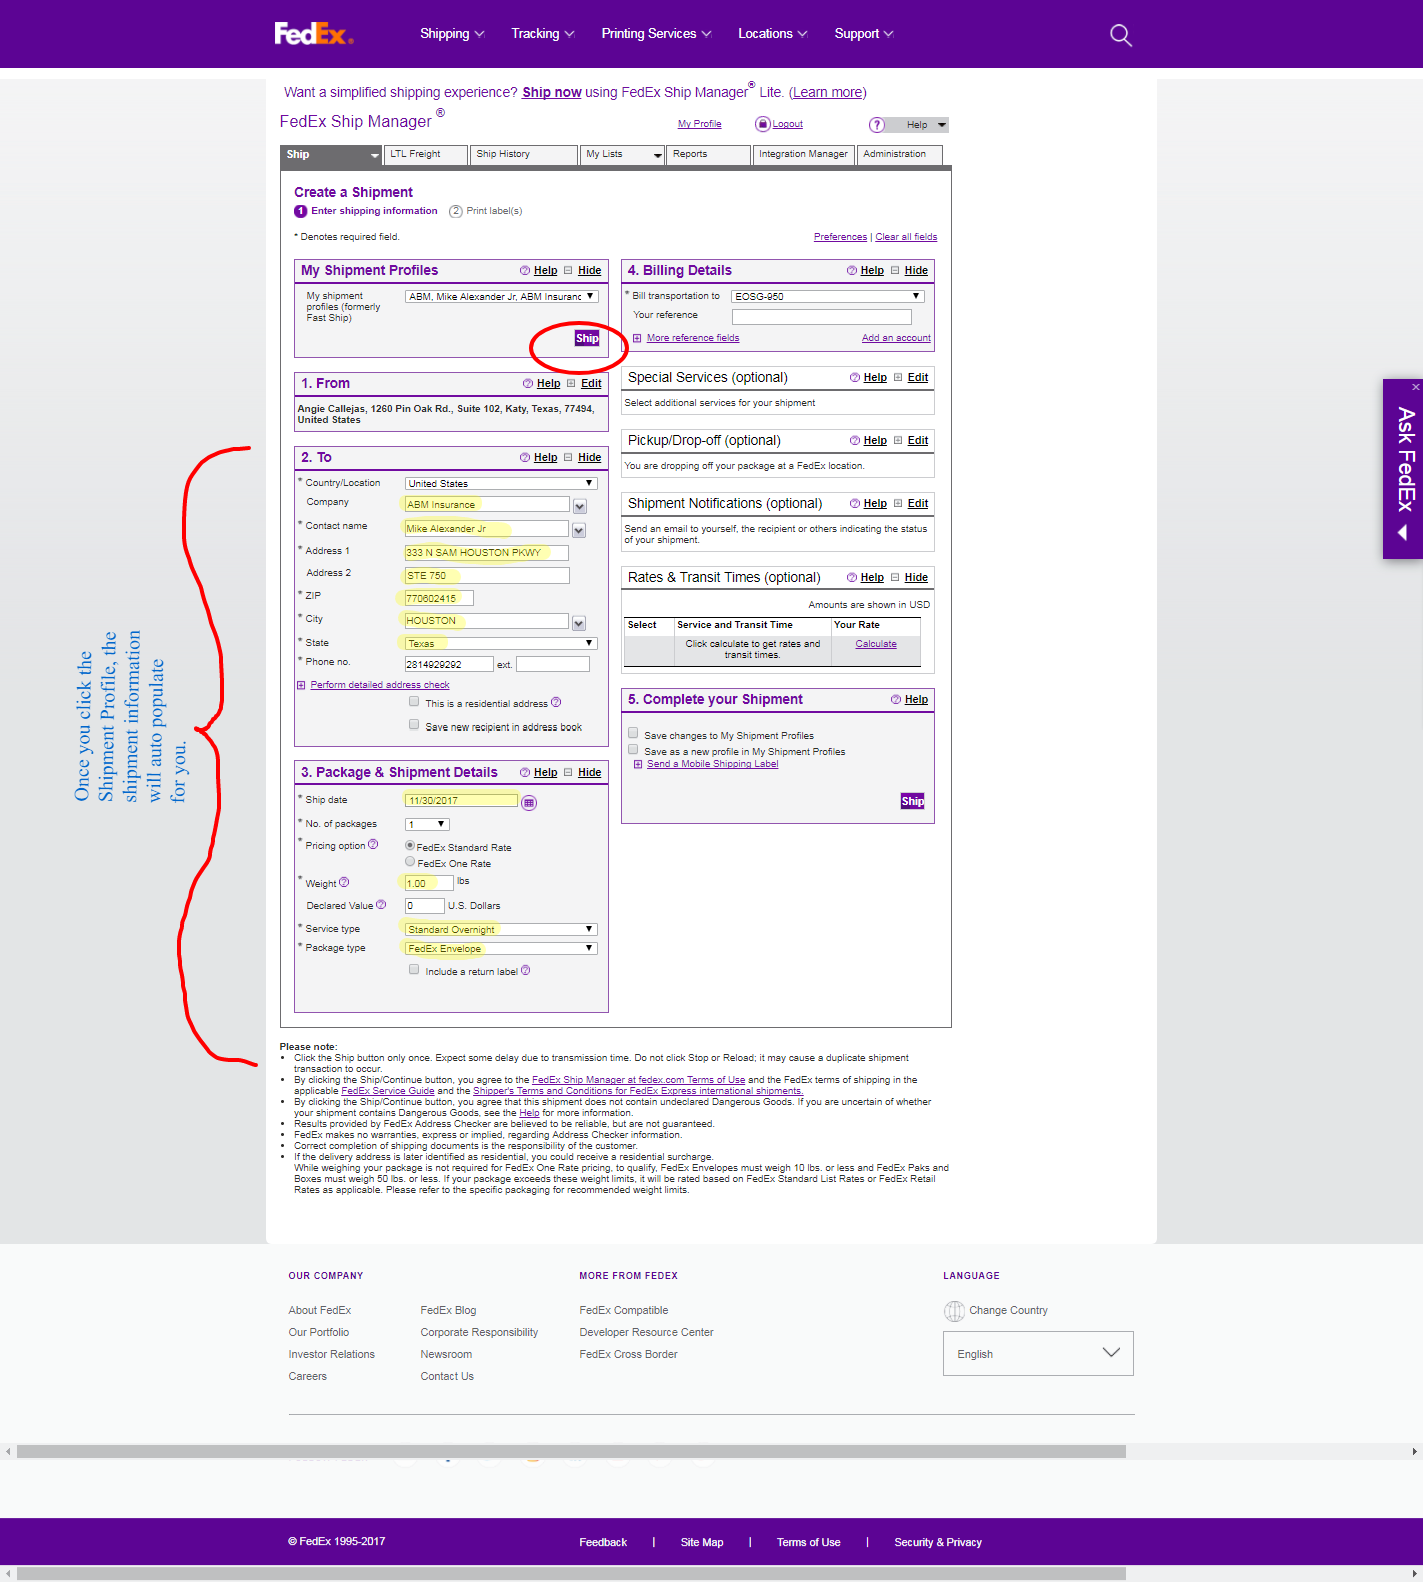 FedEx®
Shipping Tracking Printing Services Locations Support
Want a simplified shipping experience? Ship now using FedEx Ship Manager® Lite. (Learn more)
FedEx Ship Manager ®
My Profile Logout ? Help
Ship LTL Freight Ship History My Lists Reports Integration Manager Administration
Create a Shipment
1 Enter shipping information 2 Print label(s)
* Denotes required field.
Preferences | Clear all fields
My Shipment Profiles ? Help Hide
My shipment
profiles (formerly
Fast Ship)
ABM, Mike Alexander Jr, ABM Insuranc
Ship
1. From ? Help Edit
Angie Callejas, 1260 Pin Oak Rd., Suite 102, Katy, Texas, 77494,
United States
2. To ? Help Hide
* Country/Location United States
Company ABM Insurance
* Contact name Mike Alexander Jr
* Address 1 333 N SAM HOUSTON PKWY
Address 2 STE 750
* ZIP 770602415
* City HOUSTON
* State Texas
* Phone no. 2814929292 ext.
Perform detailed address check
This is a residential address ?
Save new recipient in address book
3. Package & Shipment Details ? Help Hide
* Ship date 11/30/2017
* No. of packages 1
* Pricing option ? FedEx Standard Rate
FedEx One Rate
* Weight ? 1.00 lbs
Declared Value ? 0 U.S. Dollars
* Service type Standard Overnight
* Package type FedEx Envelope
Include a return label ?
4. Billing Details ? Help Hide
* Bill transportation to EOSG-950
Your reference
More reference fields Add an account
Special Services (optional) ? Help Edit
Select additional services for your shipment
Pickup/Drop-off (optional) ? Help Edit
You are dropping off your package at a FedEx location.
Shipment Notifications (optional) ? Help Edit
Send an email to yourself, the recipient or others indicating the status
of your shipment.
Rates & Transit Times (optional) ? Help Hide
Amounts are shown in USD
Select Service and Transit Time Your Rate
Click calculate to get rates and
transit times.
Calculate
5. Complete your Shipment ? Help
Save changes to My Shipment Profiles
Save as a new profile in My Shipment Profiles
Send a Mobile Shipping Label
Ship
Once you click the
Shipment Profile, the
shipment information
will auto populate
for you.
× Ask FedEx
Please note:
• Click the Ship button only once. Expect some delay due to transmission time. Do not click Stop or Reload; it may cause a duplicate shipment
transaction to occur.
• By clicking the Ship/Continue button, you agree to the FedEx Ship Manager at fedex.com Terms of Use and the FedEx terms of shipping in the
applicable FedEx Service Guide and the Shipper's Terms and Conditions for FedEx Express international shipments.
• By clicking the Ship/Continue button, you agree that this shipment does not contain undeclared Dangerous Goods. If you are uncertain of whether
your shipment contains Dangerous Goods, see the Help for more information.
• Results provided by FedEx Address Checker are believed to be reliable, but are not guaranteed.
• FedEx makes no warranties, express or implied, regarding Address Checker information.
• Correct completion of shipping documents is the responsibility of the customer.
• If the delivery address is later identified as residential, you could receive a residential surcharge.
While weighing your package is not required for FedEx One Rate pricing, to qualify, FedEx Envelopes must weigh 10 lbs. or less and FedEx Paks and
Boxes must weigh 50 lbs. or less. If your package exceeds these weight limits, it will be rated based on FedEx Standard List Rates or FedEx Retail
Rates as applicable. Please refer to the specific packaging for recommended weight limits.
OUR COMPANY
About FedEx
Our Portfolio
Investor Relations
Careers
FedEx Blog
Corporate Responsibility
Newsroom
Contact Us
MORE FROM FEDEX
FedEx Compatible
Developer Resource Center
FedEx Cross Border
LANGUAGE
Change Country
English
© FedEx 1995-2017
Feedback | Site Map | Terms of Use | Security & Privacy